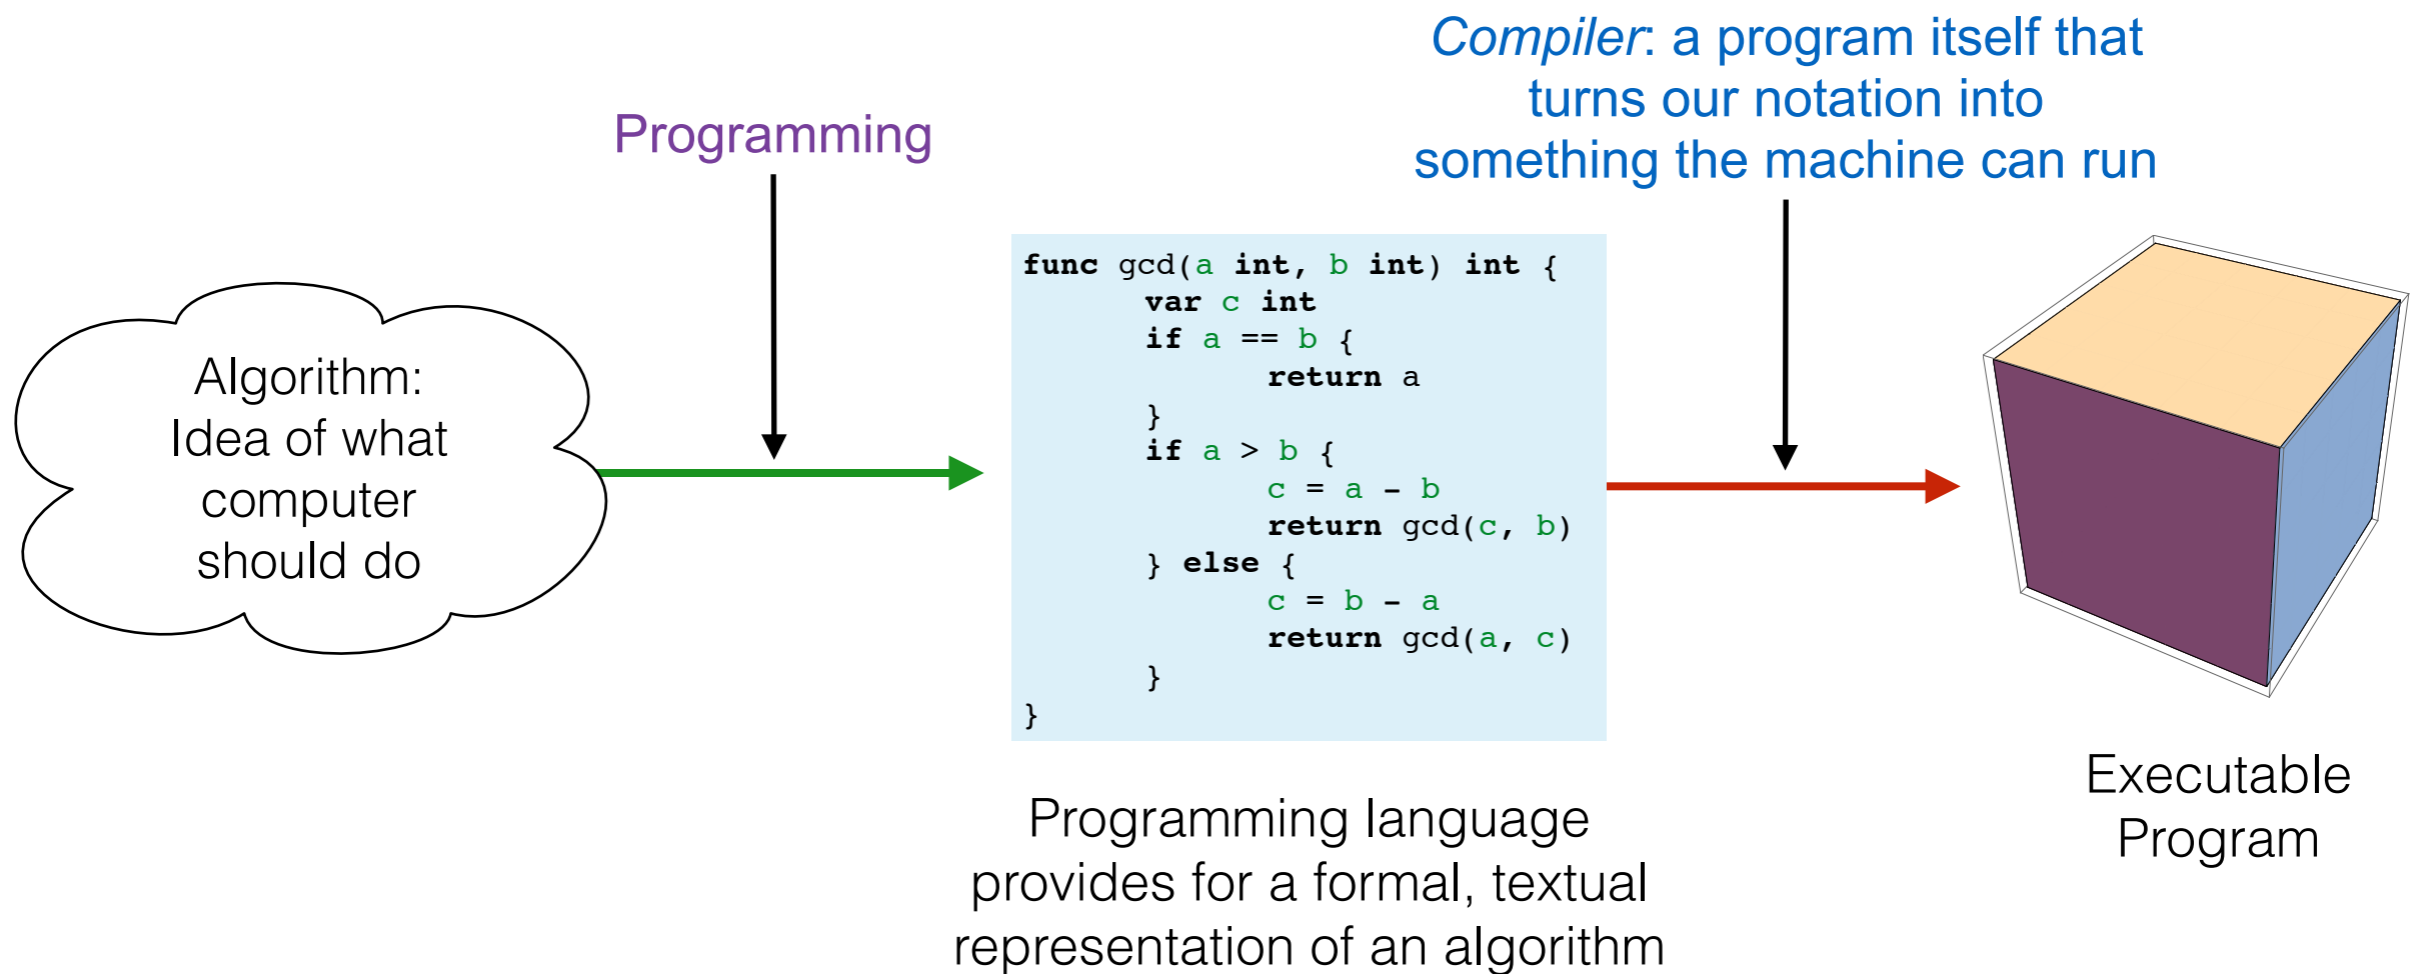 Compiler: a program itself that
turns our notation into
something the machine can run
Programming
Algorithm:
Idea of what
computer
should do
func gcd(a int, b int) int {
        var c int
        if a == b {
                return a
        }
        if a > b {
                c = a - b
                return gcd(c, b)
        } else {
                c = b - a
                return gcd(a, c)
        }
}
Programming language
provides for a formal, textual
representation of an algorithm
Executable
Program